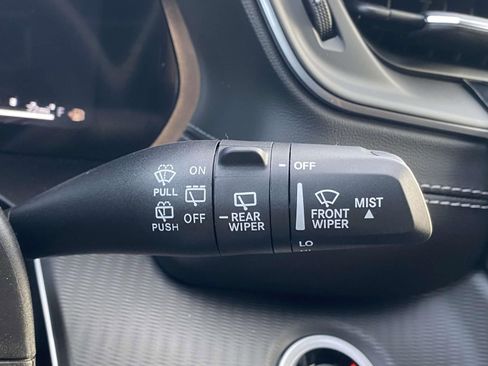 ON
PULL
OFF
PUSH
REAR
WIPER
OFF
FRONT
WIPER
MIST
LO
F